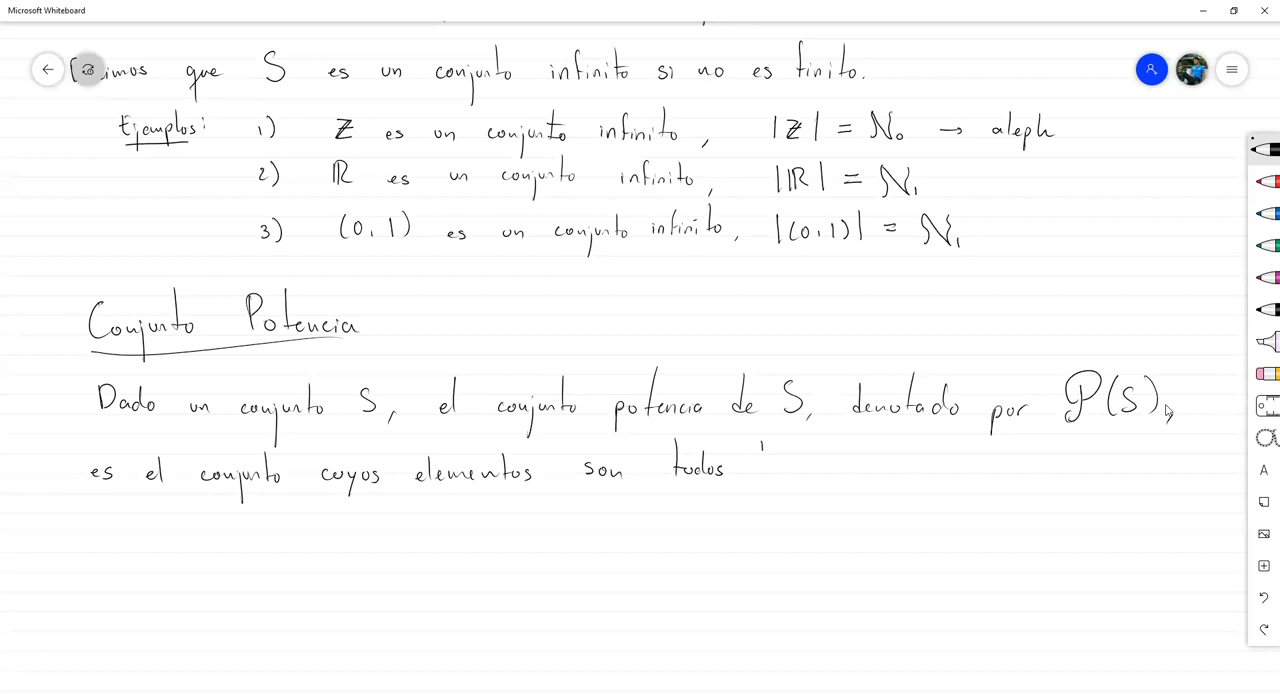 Microsoft Whiteboard
imos que S es un conjunto infinito si no es finito.
Ejemplos: 1) ℤ es un conjunto infinito, |ℤ| = ℵ₀ → aleph
2) ℝ es un conjunto infinito, |ℝ| = ℵ₁
3) (0,1) es un conjunto infinito, |(0,1)| = ℵ₁
Conjunto Potencia
Dado un conjunto S, el conjunto potencia de S, denotado por 𝒫(S),
es el conjunto cuyos elementos son todos
A